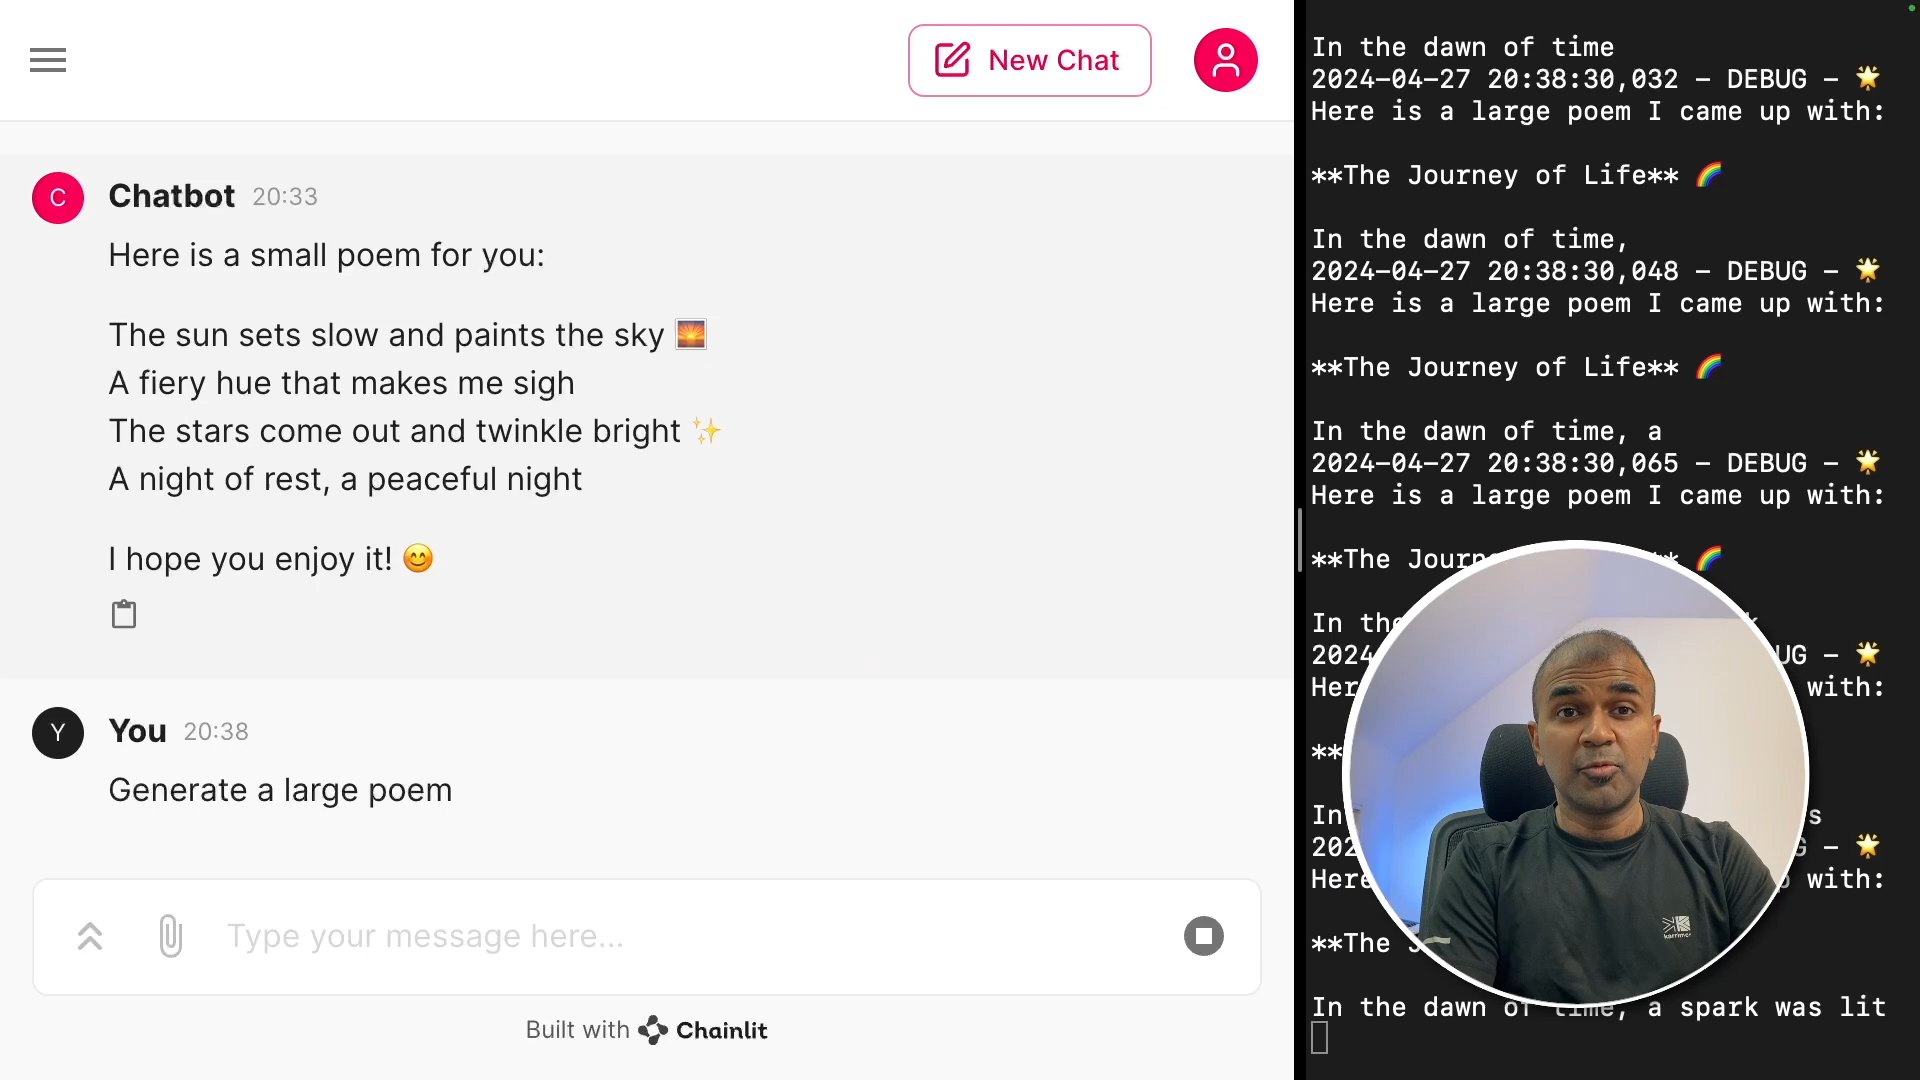 New Chat
C
Chatbot 20:33
Here is a small poem for you:
The sun sets slow and paints the sky 🌅
A fiery hue that makes me sigh
The stars come out and twinkle bright ✨
A night of rest, a peaceful night
I hope you enjoy it! 😊
Y
You 20:38
Generate a large poem
Type your message here...
Built with Chainlit
In the dawn of time
2024-04-27 20:38:30,032 - DEBUG - 🌟
Here is a large poem I came up with:
**The Journey of Life** 🌈
In the dawn of time,
2024-04-27 20:38:30,048 - DEBUG - 🌟
Here is a large poem I came up with:
**The Journey of Life** 🌈
In the dawn of time, a
2024-04-27 20:38:30,065 - DEBUG - 🌟
Here is a large poem I came up with:
**The 🌈
In
- 🌟
with:
**
In
- 🌟
with:
**The
In the dawn of time, a spark was lit
karrimor